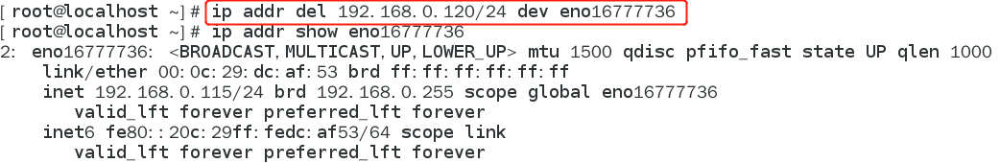 [root@localhost ~]# ip addr del 192.168.0.120/24 dev eno16777736
[root@localhost ~]# ip addr show eno16777736
2: eno16777736: <BROADCAST,MULTICAST,UP,LOWER_UP> mtu 1500 qdisc pfifo_fast state UP qlen 1000
    link/ether 00:0c:29:dc:af:53 brd ff:ff:ff:ff:ff:ff
    inet 192.168.0.115/24 brd 192.168.0.255 scope global eno16777736
       valid_lft forever preferred_lft forever
    inet6 fe80::20c:29ff:fedc:af53/64 scope link
       valid_lft forever preferred_lft forever